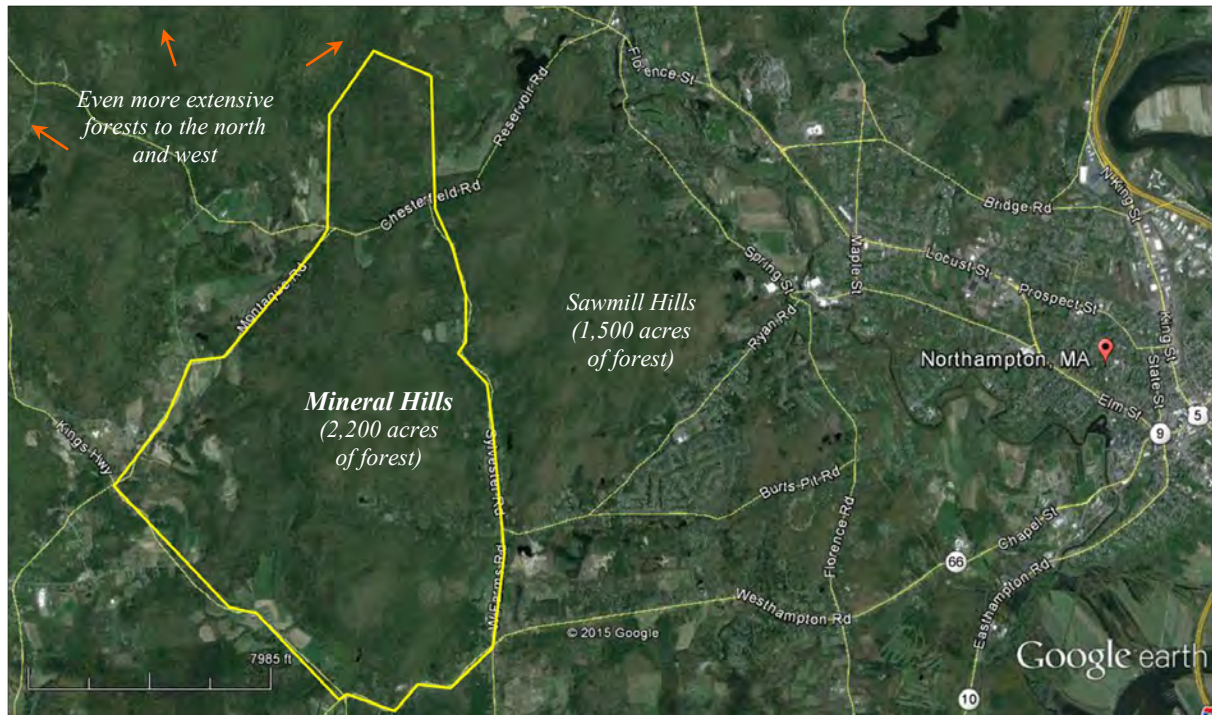 Even more extensive
forests to the north
and west
Florence St
Reservoir Rd
N King St
Chesterfield Rd
Bridge Rd
Maple St
Locust St
Spring St
Prospect St
Montague Rd
Sawmill Hills
(1,500 acres
of forest)
Ryan Rd
King St
Northampton, MA
State St
Mineral Hills
(2,200 acres
of forest)
Elm St
5
9
Kings Hwy
Sylvester Rd
Burts Pit Rd
Chapel St
Florence Rd
66
W Farms Rd
Easthampton Rd
Westhampton Rd
© 2015 Google
7985 ft
Google earth
10